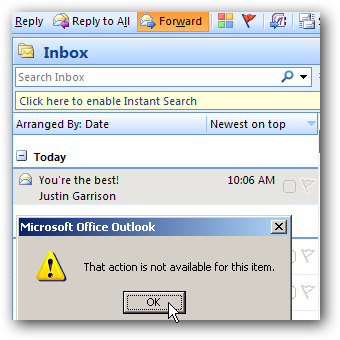 Reply Reply to All Forward
Inbox
Search Inbox
Click here to enable Instant Search
Arranged By: Date Newest on top
Today
You're the best! 10:06 AM
Justin Garrison
Microsoft Office Outlook
That action is not available for this item.
OK